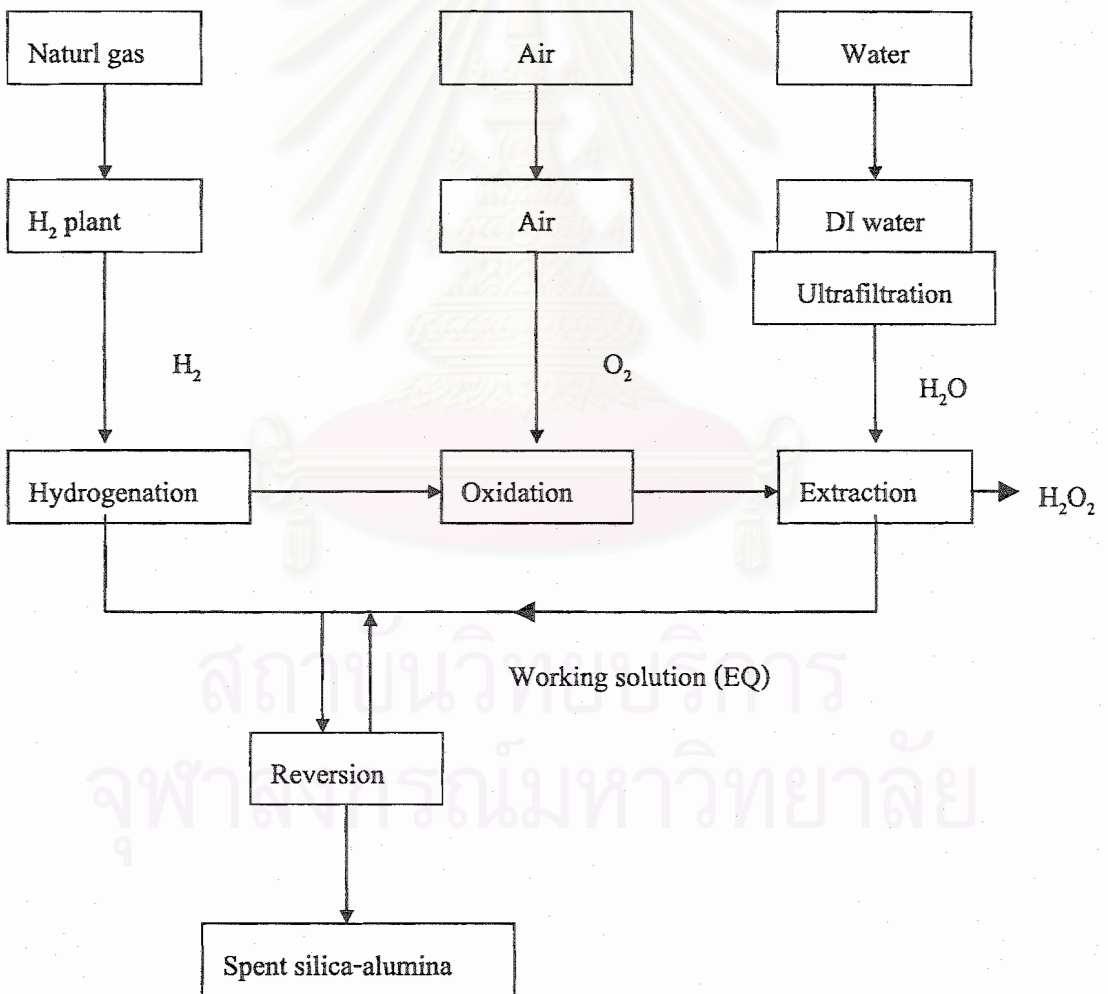 Naturl gas
Air
Water
H₂ plant
Air
DI water
Ultrafiltration
H₂
O₂
H₂O
Hydrogenation
Oxidation
Extraction
H₂O₂
Working solution (EQ)
สถาบันวิทยบริการ
Reversion
จุฬาลงกรณ์มหาวิทยาลัย
Spent silica-alumina